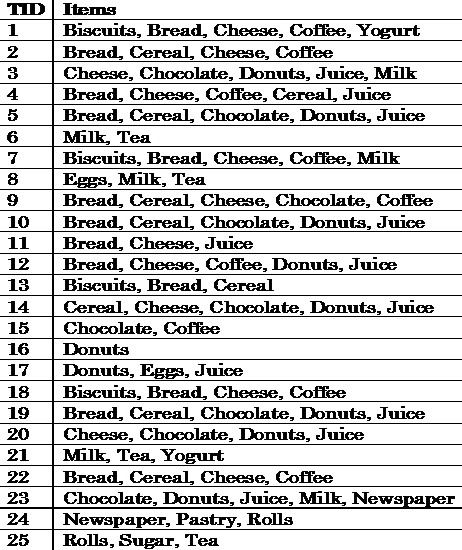 TID Items
1 Biscuits, Bread, Cheese, Coffee, Yogurt
2 Bread, Cereal, Cheese, Coffee
3 Cheese, Chocolate, Donuts, Juice, Milk
4 Bread, Cheese, Coffee, Cereal, Juice
5 Bread, Cereal, Chocolate, Donuts, Juice
6 Milk, Tea
7 Biscuits, Bread, Cheese, Coffee, Milk
8 Eggs, Milk, Tea
9 Bread, Cereal, Cheese, Chocolate, Coffee
10 Bread, Cereal, Chocolate, Donuts, Juice
11 Bread, Cheese, Juice
12 Bread, Cheese, Coffee, Donuts, Juice
13 Biscuits, Bread, Cereal
14 Cereal, Cheese, Chocolate, Donuts, Juice
15 Chocolate, Coffee
16 Donuts
17 Donuts, Eggs, Juice
18 Biscuits, Bread, Cheese, Coffee
19 Bread, Cereal, Chocolate, Donuts, Juice
20 Cheese, Chocolate, Donuts, Juice
21 Milk, Tea, Yogurt
22 Bread, Cereal, Cheese, Coffee
23 Chocolate, Donuts, Juice, Milk, Newspaper
24 Newspaper, Pastry, Rolls
25 Rolls, Sugar, Tea